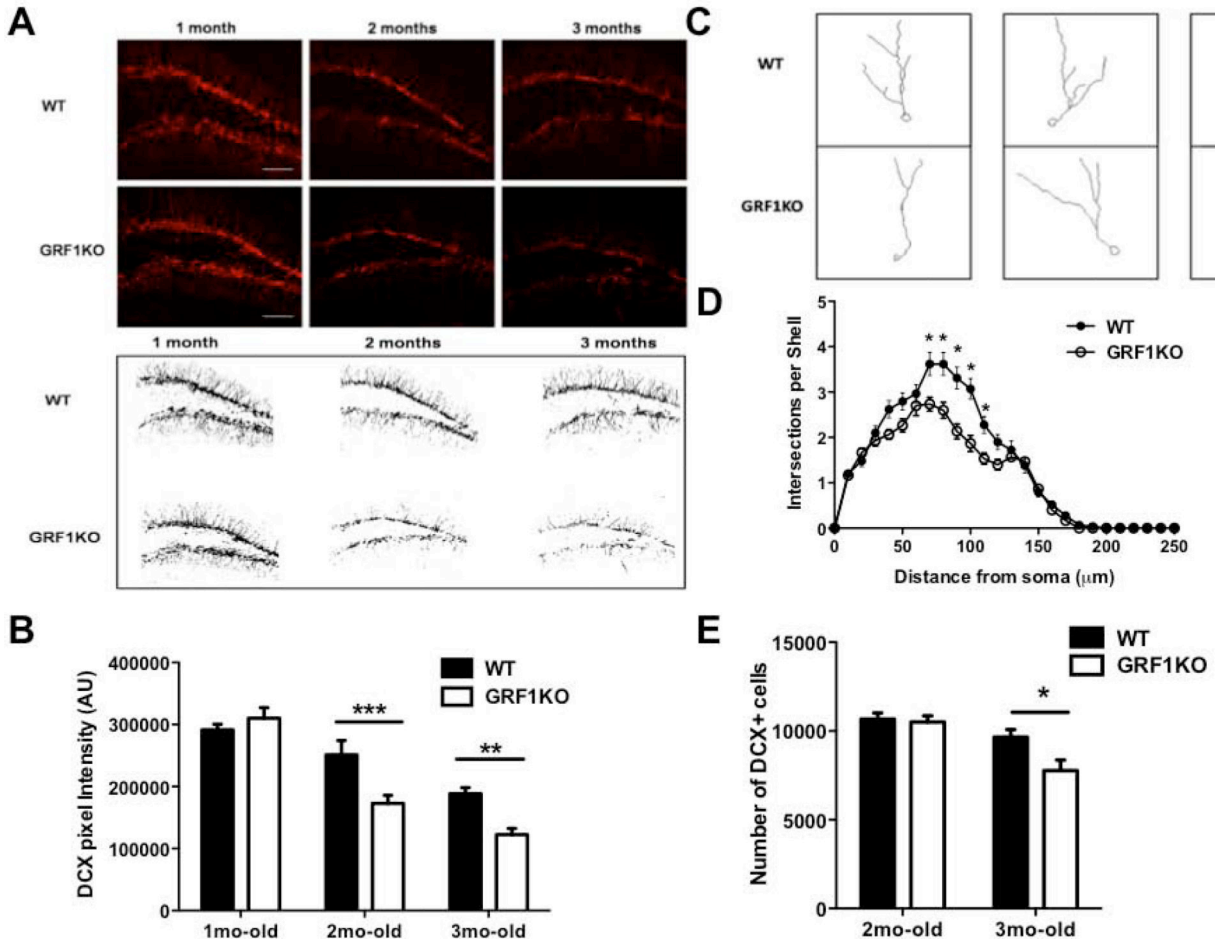 A
1 month 2 months 3 months
WT
GRF1KO
1 month 2 months 3 months
WT
GRF1KO
B
DCX pixel Intensity (AU)
400000
300000
200000
100000
0
WT
GRF1KO
***
**
1mo-old 2mo-old 3mo-old
C
WT
GRF1KO
D
Intersections per Shell
5
4
3
2
1
0
* * * * *
WT
GRF1KO
0 50 100 150 200 250
Distance from soma (μm)
E
Number of DCX+ cells
15000
10000
5000
0
WT
GRF1KO
*
2mo-old 3mo-old